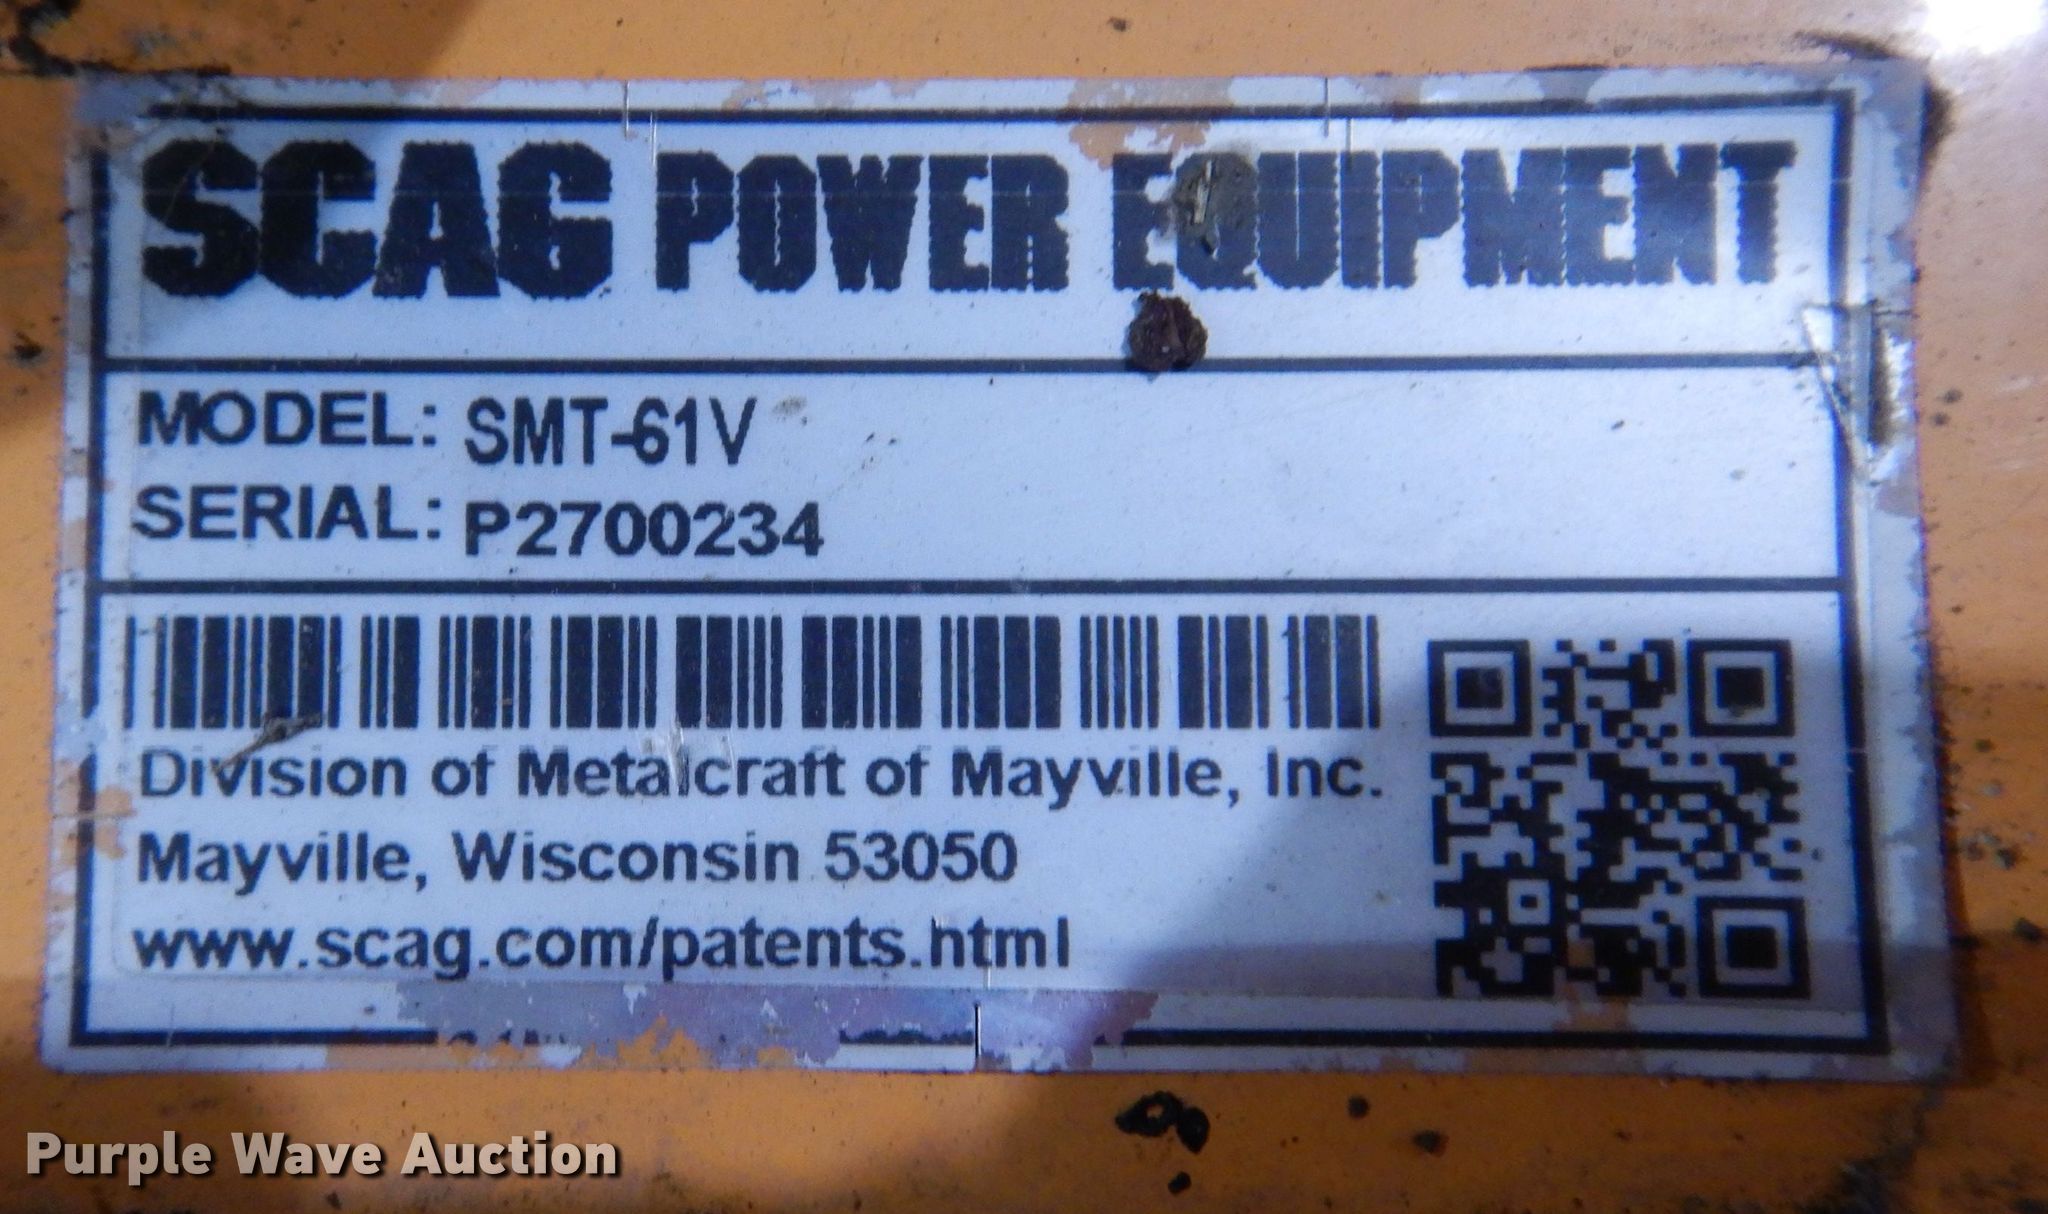 SCAG POWER EQUIPMENT
MODEL: SMT-61V
SERIAL: P2700234
Division of Metalcraft of Mayville, Inc.
Mayville, Wisconsin 53050
www.scag.com/patents.html
Purple Wave Auction